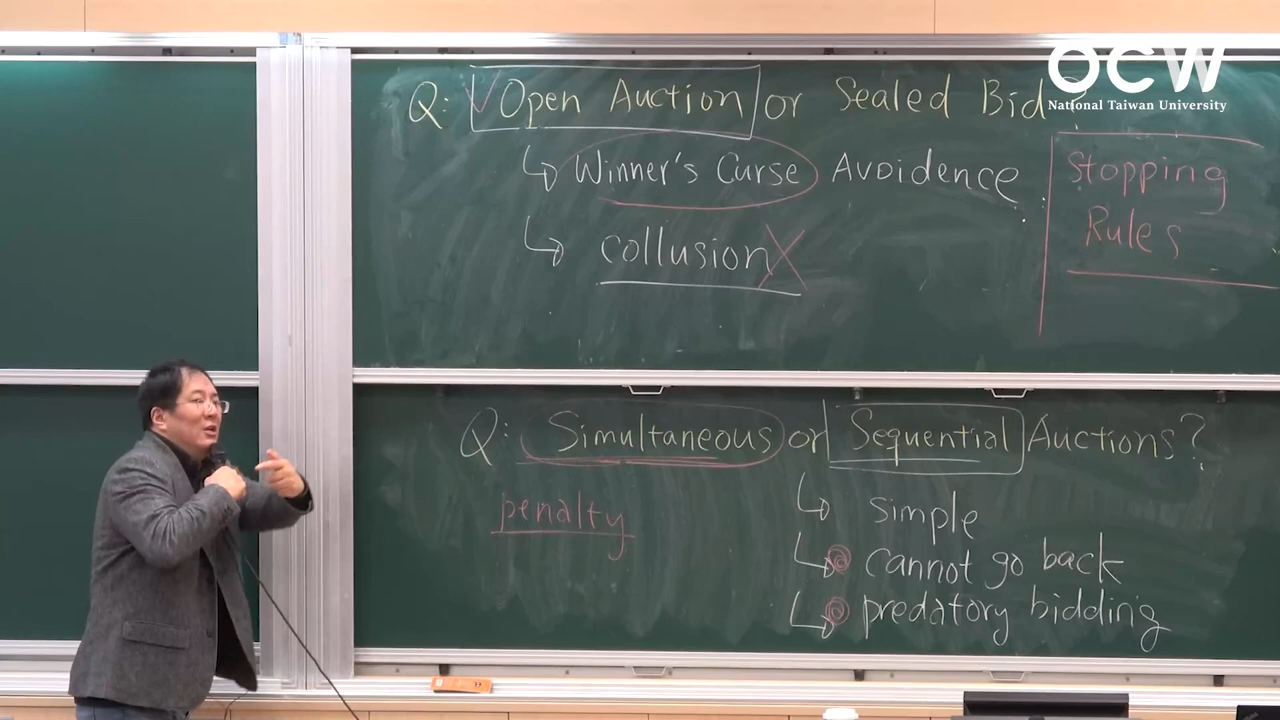 OCW
National Taiwan University
Q: Open Auction or Sealed Bid ?
Winner's Curse Avoidence
collusion X
Stopping
Rules
Q: Simultaneous or Sequential Auctions?
penalty
simple
cannot go back
predatory bidding